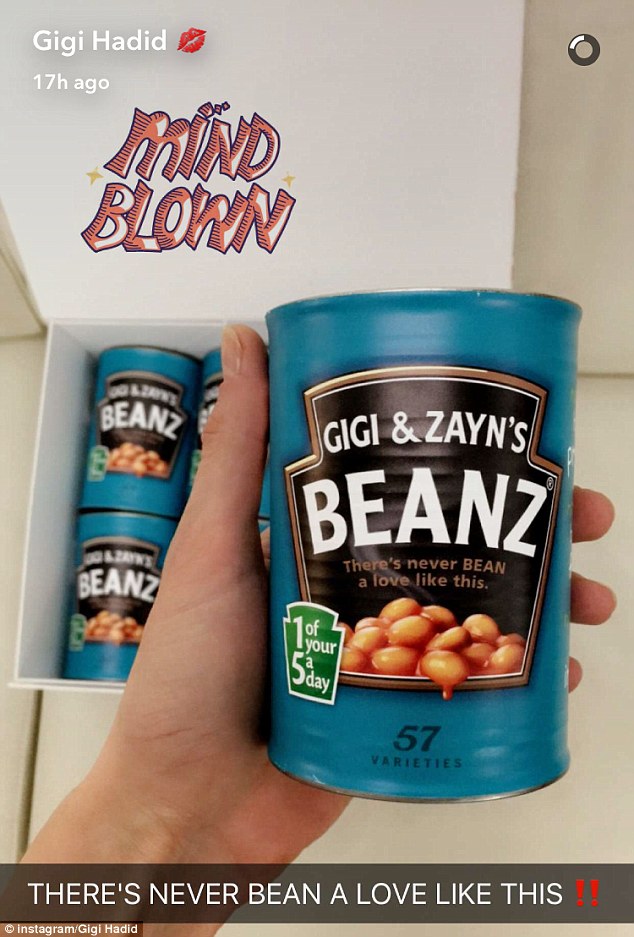 Gigi Hadid 💋
17h ago
MIND
BLOWN
GIGI & ZAYN'S
BEANZ®
There's never BEAN
a love like this.
1 of
your
5 a
day
57
VARIETIES
GIGI & ZAYN'S
BEANZ
GIGI & ZAYN'S
BEANZ
THERE'S NEVER BEAN A LOVE LIKE THIS ‼️
© instagram/Gigi Hadid